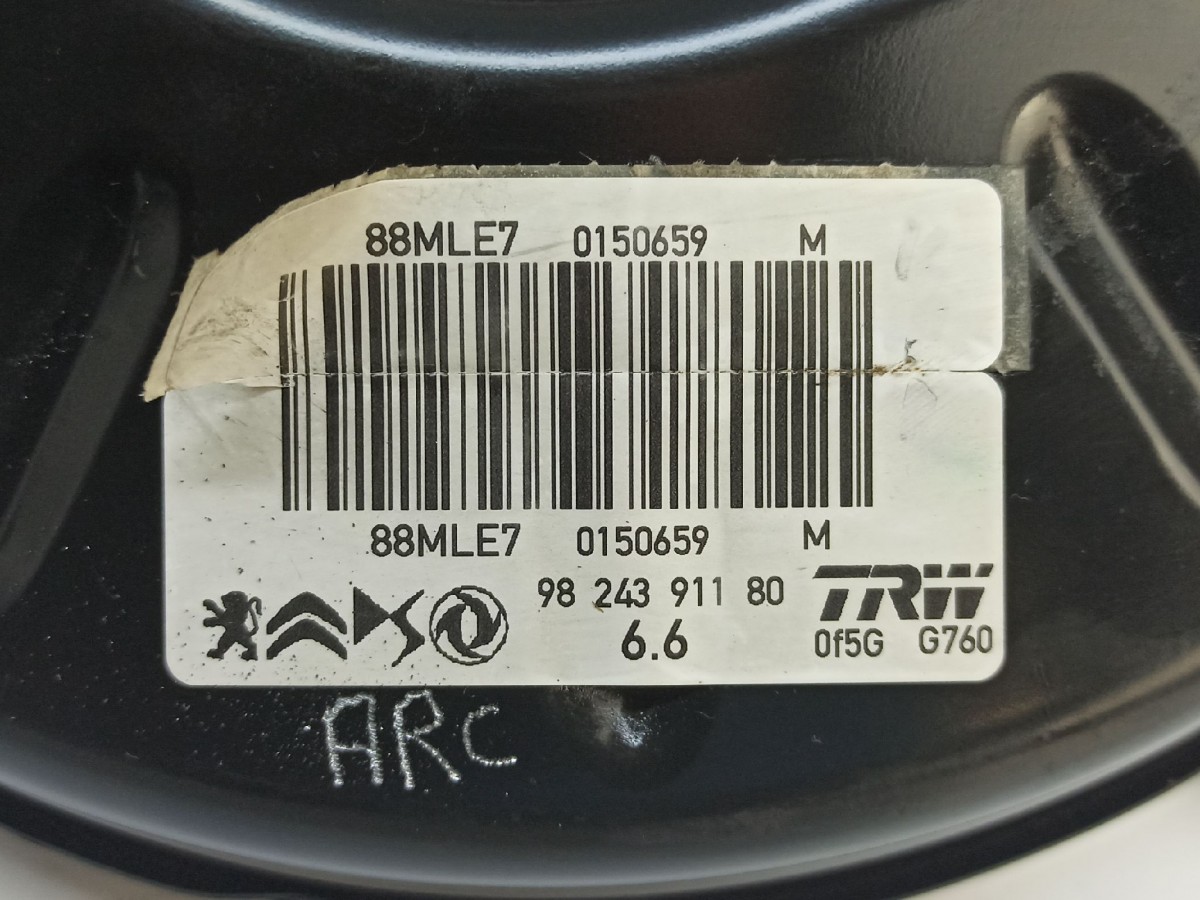 88MLE7 0150659 M
88MLE7 0150659 M
98 243 911 80
6.6
TRW
0f5G G760
ARC